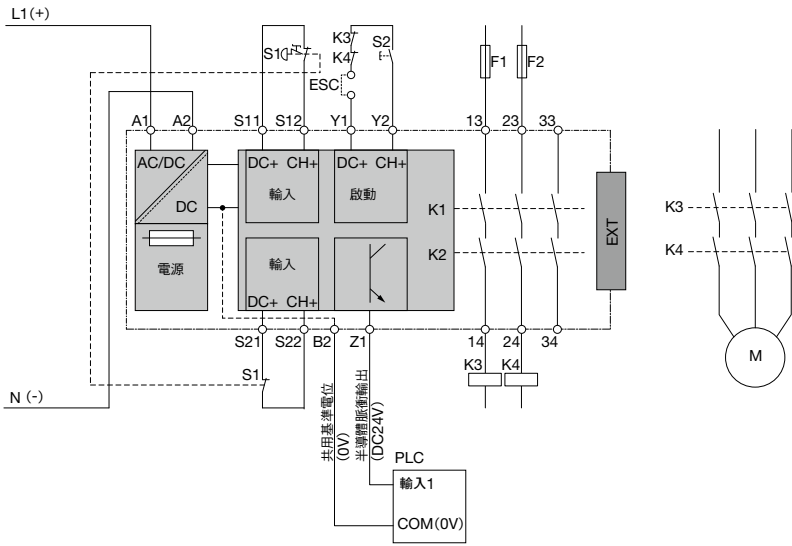 L1(+)
K3
S2
S1
K4
F1
F2
ESC
A1
A2
S11
S12
Y1
Y2
13
23
33
AC/DC
DC+
CH+
DC+
CH+
輸入
啟動
DC
K1
K3
EXT
K2
K4
電源
輸入
DC+
CH+
S21
S22
B2
Z1
14
24
34
M
S1
K3
K4
N (-)
共用基準電位
(0V)
半導體脈衝輸出
(DC24V)
PLC
輸入1
COM(0V)